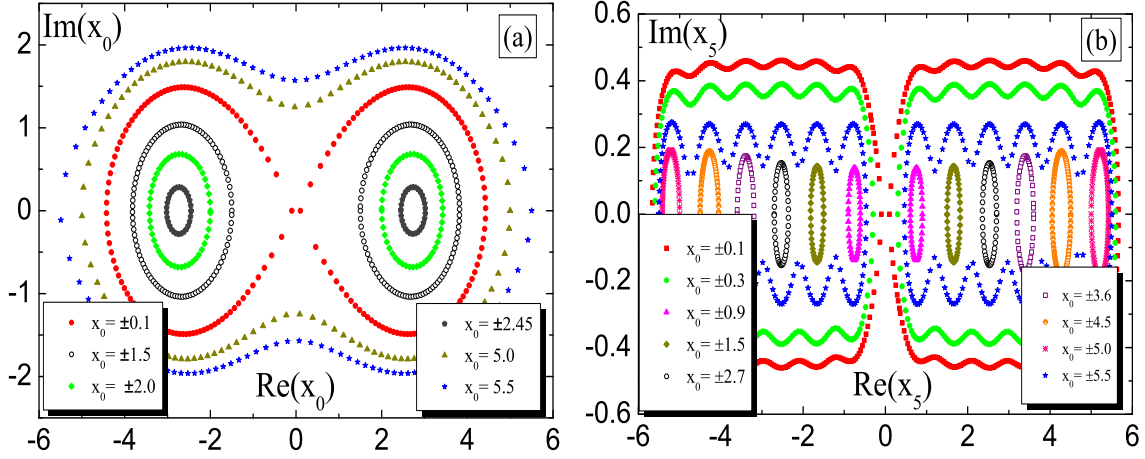 Im(x0)
(a)
2
1
0
-1
-2
x0= ±0.1
x0= ±1.5
x0= ±2.0
Re(x0)
x0= ±2.45
x0= 5.0
x0= 5.5
-6 -4 -2 0 2 4 6
0.6
0.4
0.2
0.0
-0.2
-0.4
-0.6
Im(x5)
(b)
x0= ±0.1
x0= ±0.3
x0= ±0.9
x0= ±1.5
x0= ±2.7
Re(x5)
x0= ±3.6
x0= ±4.5
x0= ±5.0
x0= ±5.5
-6 -4 -2 0 2 4 6